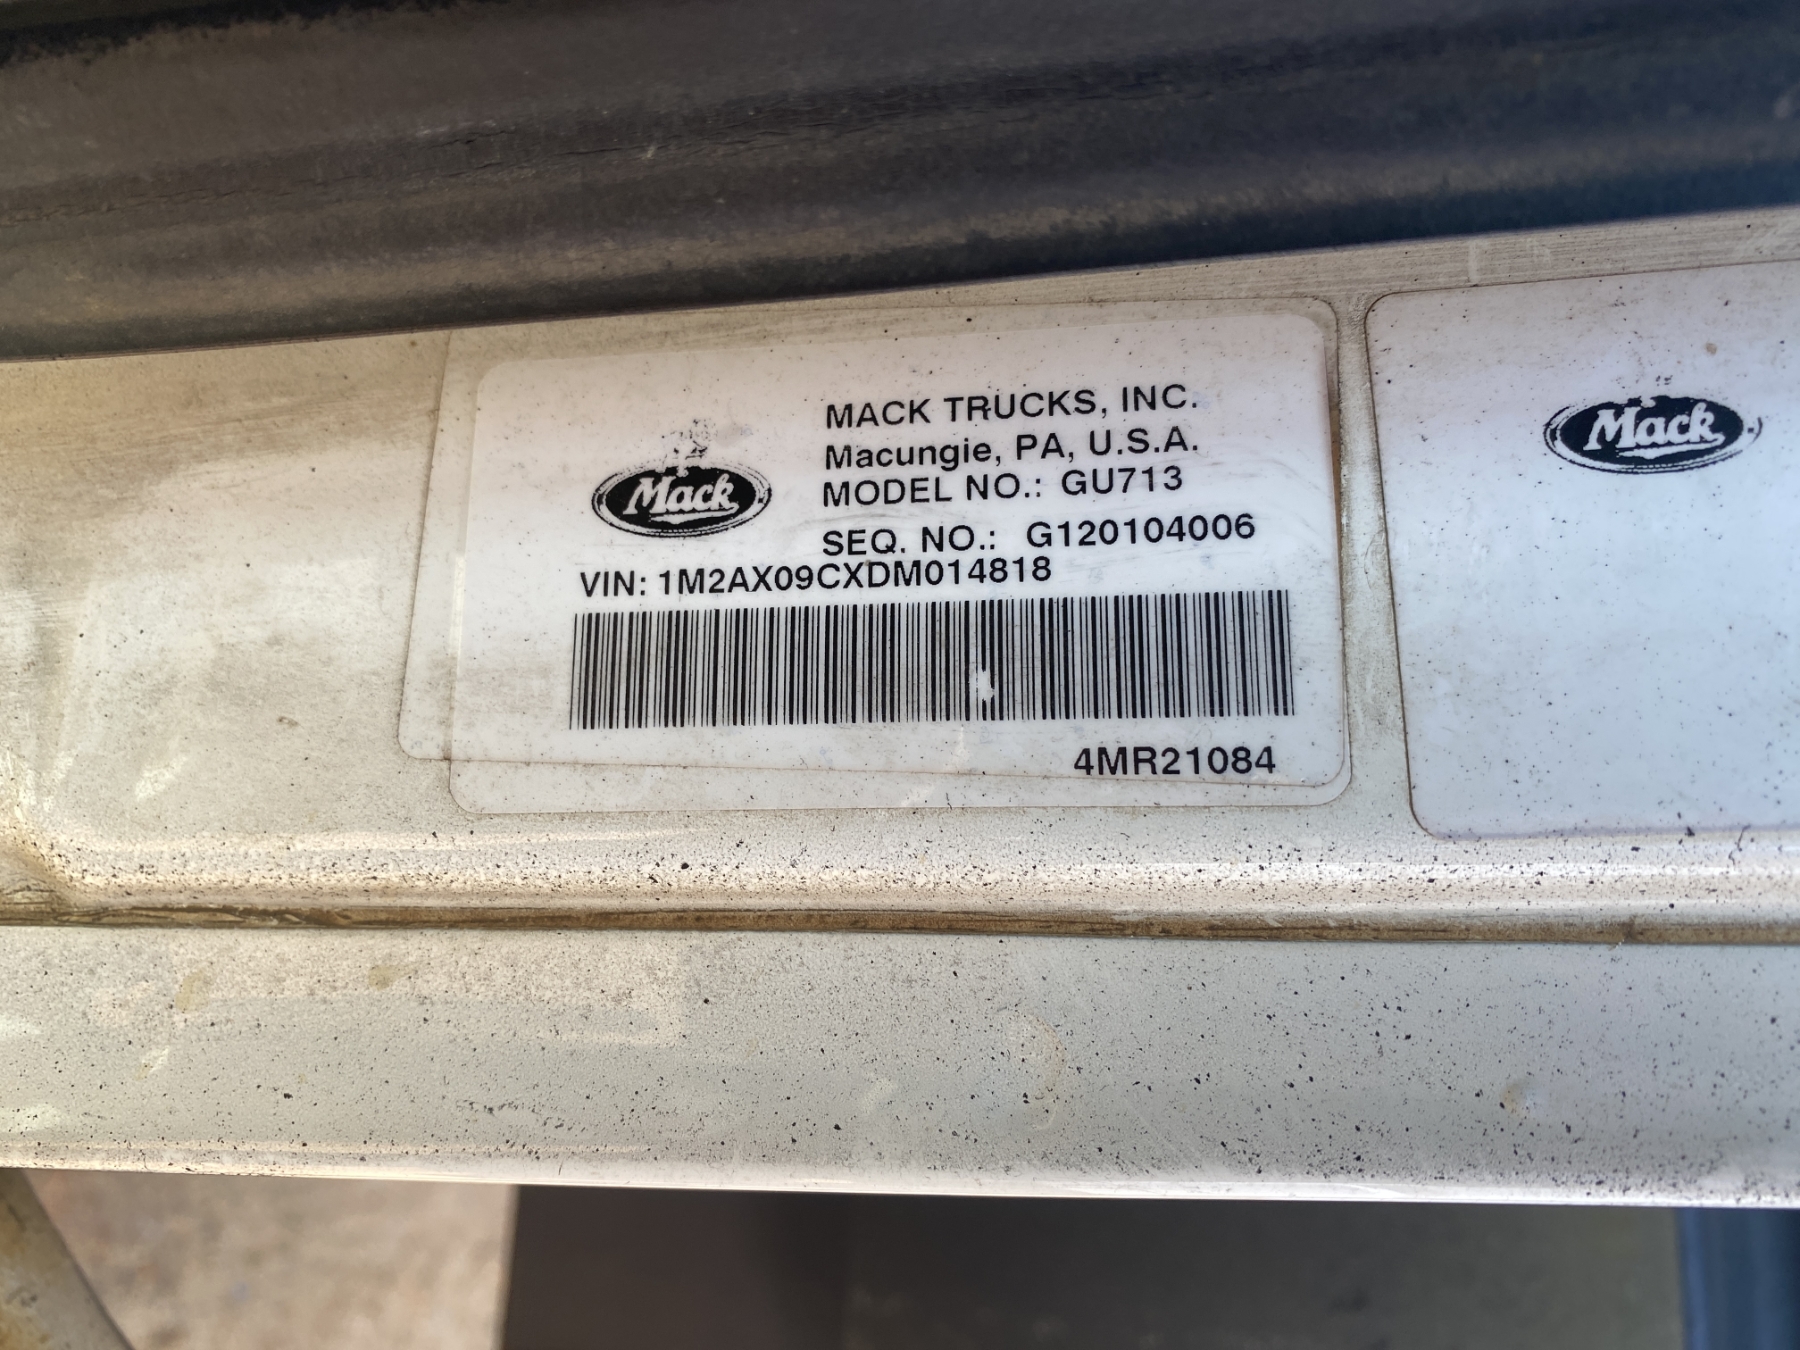 MACK TRUCKS, INC.
Macungie, PA, U.S.A.
MODEL NO.: GU713
SEQ. NO.: G120104006
VIN: 1M2AX09CXDM014818
4MR21084
Mack
Mack